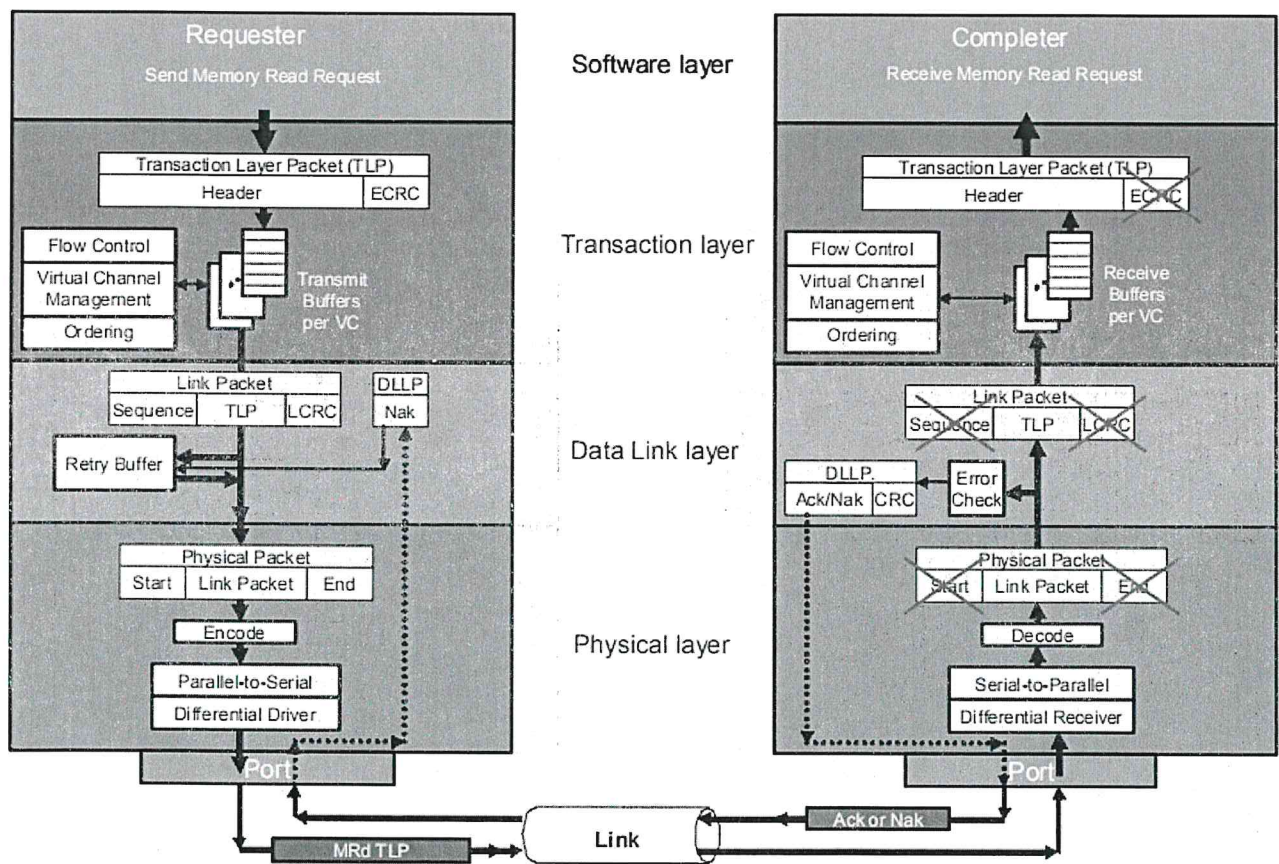 Requester
Send Memory Read Request
Software layer
Completer
Receive Memory Read Request
Transaction Layer Packet (TLP)
Header
ECRC
Flow Control
Virtual Channel
Management
Ordering
Transmit
Buffers
per VC
Transaction layer
Transaction Layer Packet (TLP)
Header
ECRC
Flow Control
Virtual Channel
Management
Ordering
Receive
Buffers
per VC
Link Packet
Sequence
TLP
LCRC
DLLP
Nak
Retry Buffer
Data Link layer
Link Packet
Sequence
TLP
LCRC
DLLP.
Ack/Nak
CRC
Error
Check
Physical Packet
Start
Link Packet
End
Encode
Parallel-to-Serial
Differential Driver
Port
Physical layer
Physical Packet
Start
Link Packet
End
Decode
Serial-to-Parallel
Differential Receiver
Port
MRd TLP
Link
Ack or Nak